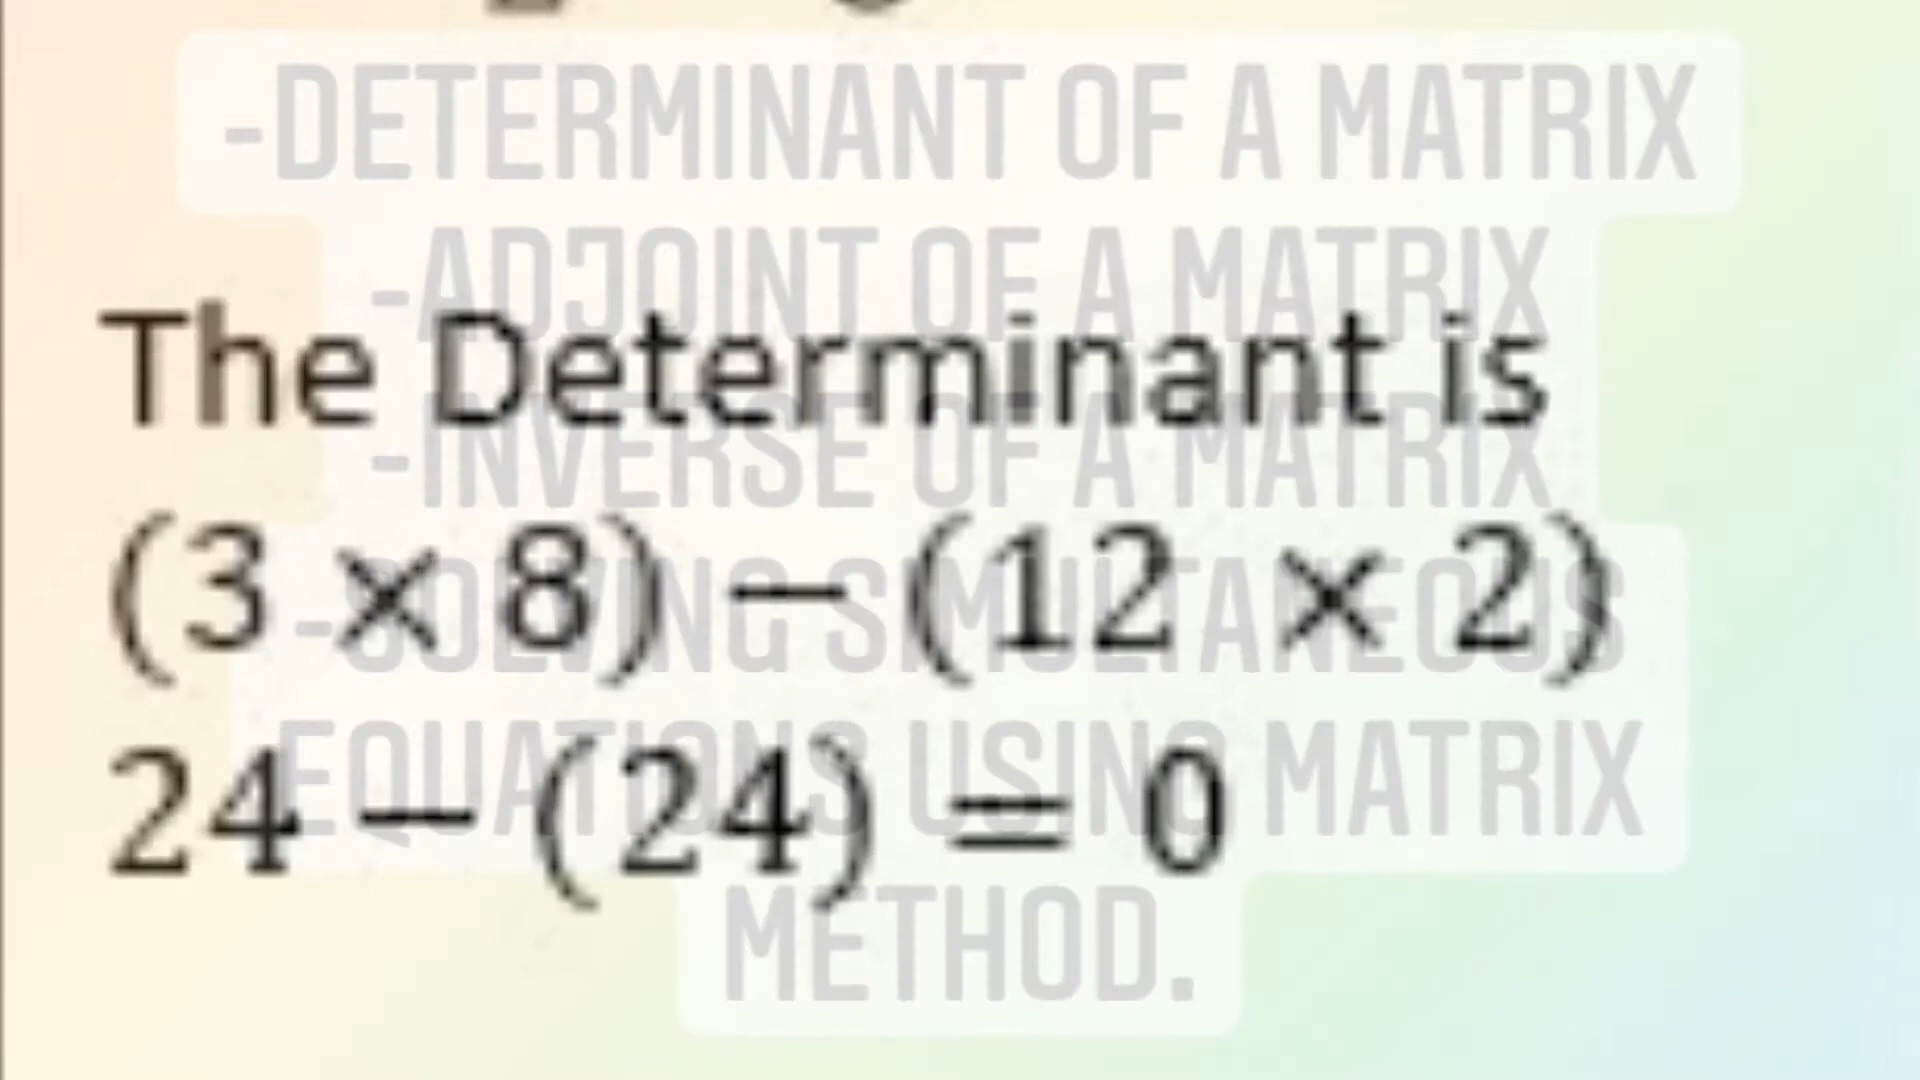 -DETERMINANT OF A MATRIX
-ADJOINT OF A MATRIX
The Determinant is
-INVERSE OF A MATRIX
(3 × 8) − (12 × 2)
-SOLVING SIMULTANEOUS
EQUATIONS USING MATRIX
24 − (24) = 0
METHOD.